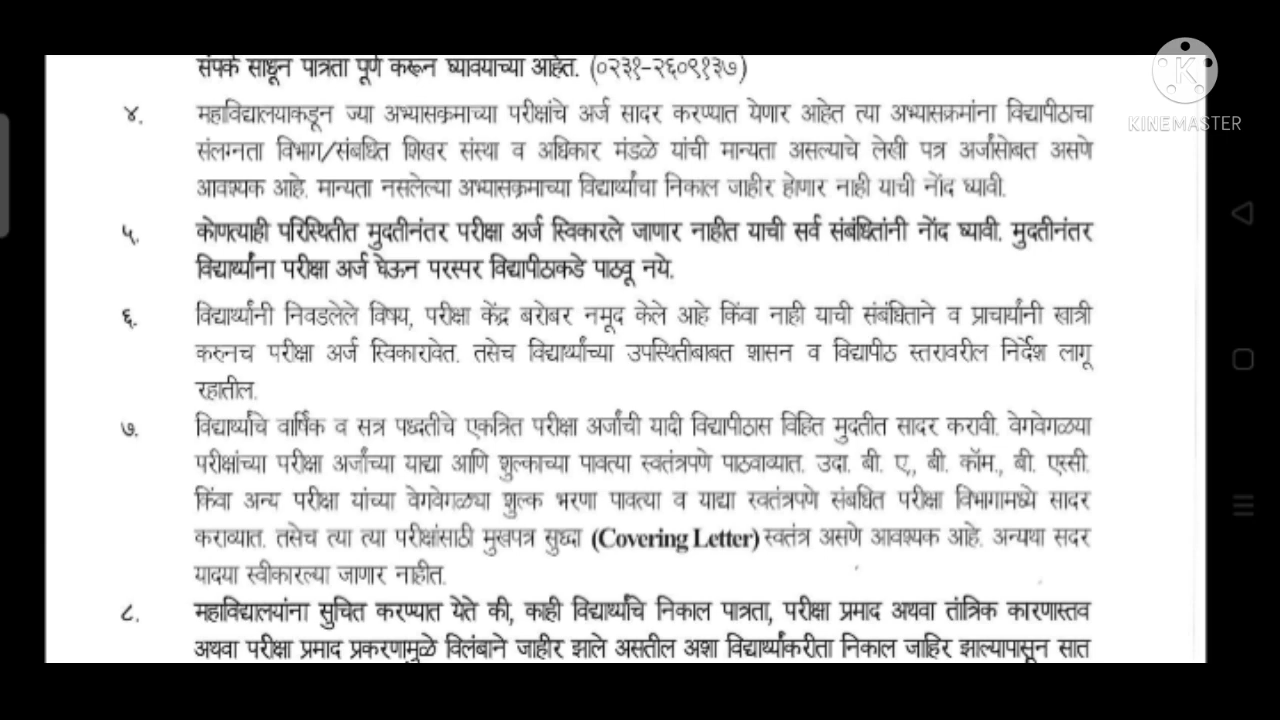 संपर्क साधून पात्रता पूर्ण करून घ्यावयाच्या आहेत. (०२३१-२६०९१३७)
४. महाविद्यालयाकडून ज्या अभ्यासक्रमाच्या परीक्षांचे अर्ज सादर करण्यात येणार आहेत त्या अभ्यासक्रमांना विद्यापीठाचा
संलग्नता विभाग/संबधित शिखर संस्था व अधिकार मंडळे यांची मान्यता असल्याचे लेखी पत्र अर्जासोबत असणे
आवश्यक आहे. मान्यता नसलेल्या अभ्यासक्रमाच्या विद्यार्थ्यांचा निकाल जाहीर होणार नाही याची नोंद घ्यावी.
५. कोणत्याही परिस्थितीत मुदतीनंतर परीक्षा अर्ज स्विकारले जाणार नाहीत याची सर्व संबंधितांनी नोंद घ्यावी. मुदतीनंतर
विद्यार्थ्यांना परीक्षा अर्ज घेऊन परस्पर विद्यापीठाकडे पाठवू नये.
६. विद्यार्थ्यांनी निवडलेले विषय, परीक्षा केंद्र बरोबर नमूद केले आहे किंवा नाही याची संबंधिताने व प्राचार्यांनी खात्री
करुनच परीक्षा अर्ज स्विकारावेत. तसेच विद्यार्थ्यांच्या उपस्थितीबाबत शासन व विद्यापीठ स्तरावरील निर्देश लागू
रहातील.
७. विद्यार्थ्यांचे वार्षिक व सत्र पध्दतीचे एकत्रित परीक्षा अर्जांची यादी विद्यापीठास विहित मुदतीत सादर करावी. वेगवेगळया
परीक्षांच्या परीक्षा अर्जांच्या याद्या आणि शुल्काच्या पावत्या स्वतंत्रपणे पाठवाव्यात. उदा. बी. ए., बी. कॉम., बी. एस्सी.
किंवा अन्य परीक्षा यांच्या वेगवेगळ्या शुल्क भरणा पावत्या व याद्या स्वतंत्रपणे संबधित परीक्षा विभागामध्ये सादर
कराव्यात. तसेच त्या त्या परीक्षांसाठी मुखपत्र सुध्दा (Covering Letter) स्वतंत्र असणे आवश्यक आहे. अन्यथा सदर
यादया स्वीकारल्या जाणार नाहीत.
८. महाविद्यालयांना सुचित करण्यात येते की, काही विद्यार्थ्यांचे निकाल पात्रता, परीक्षा प्रमाद अथवा तांत्रिक कारणास्तव
अथवा परीक्षा प्रमाद प्रकरणामुळे विलंबाने जाहीर झाले असतील अशा विद्यार्थ्यांकरीता निकाल जाहिर झाल्यापासून सात
K
KINEMASTER